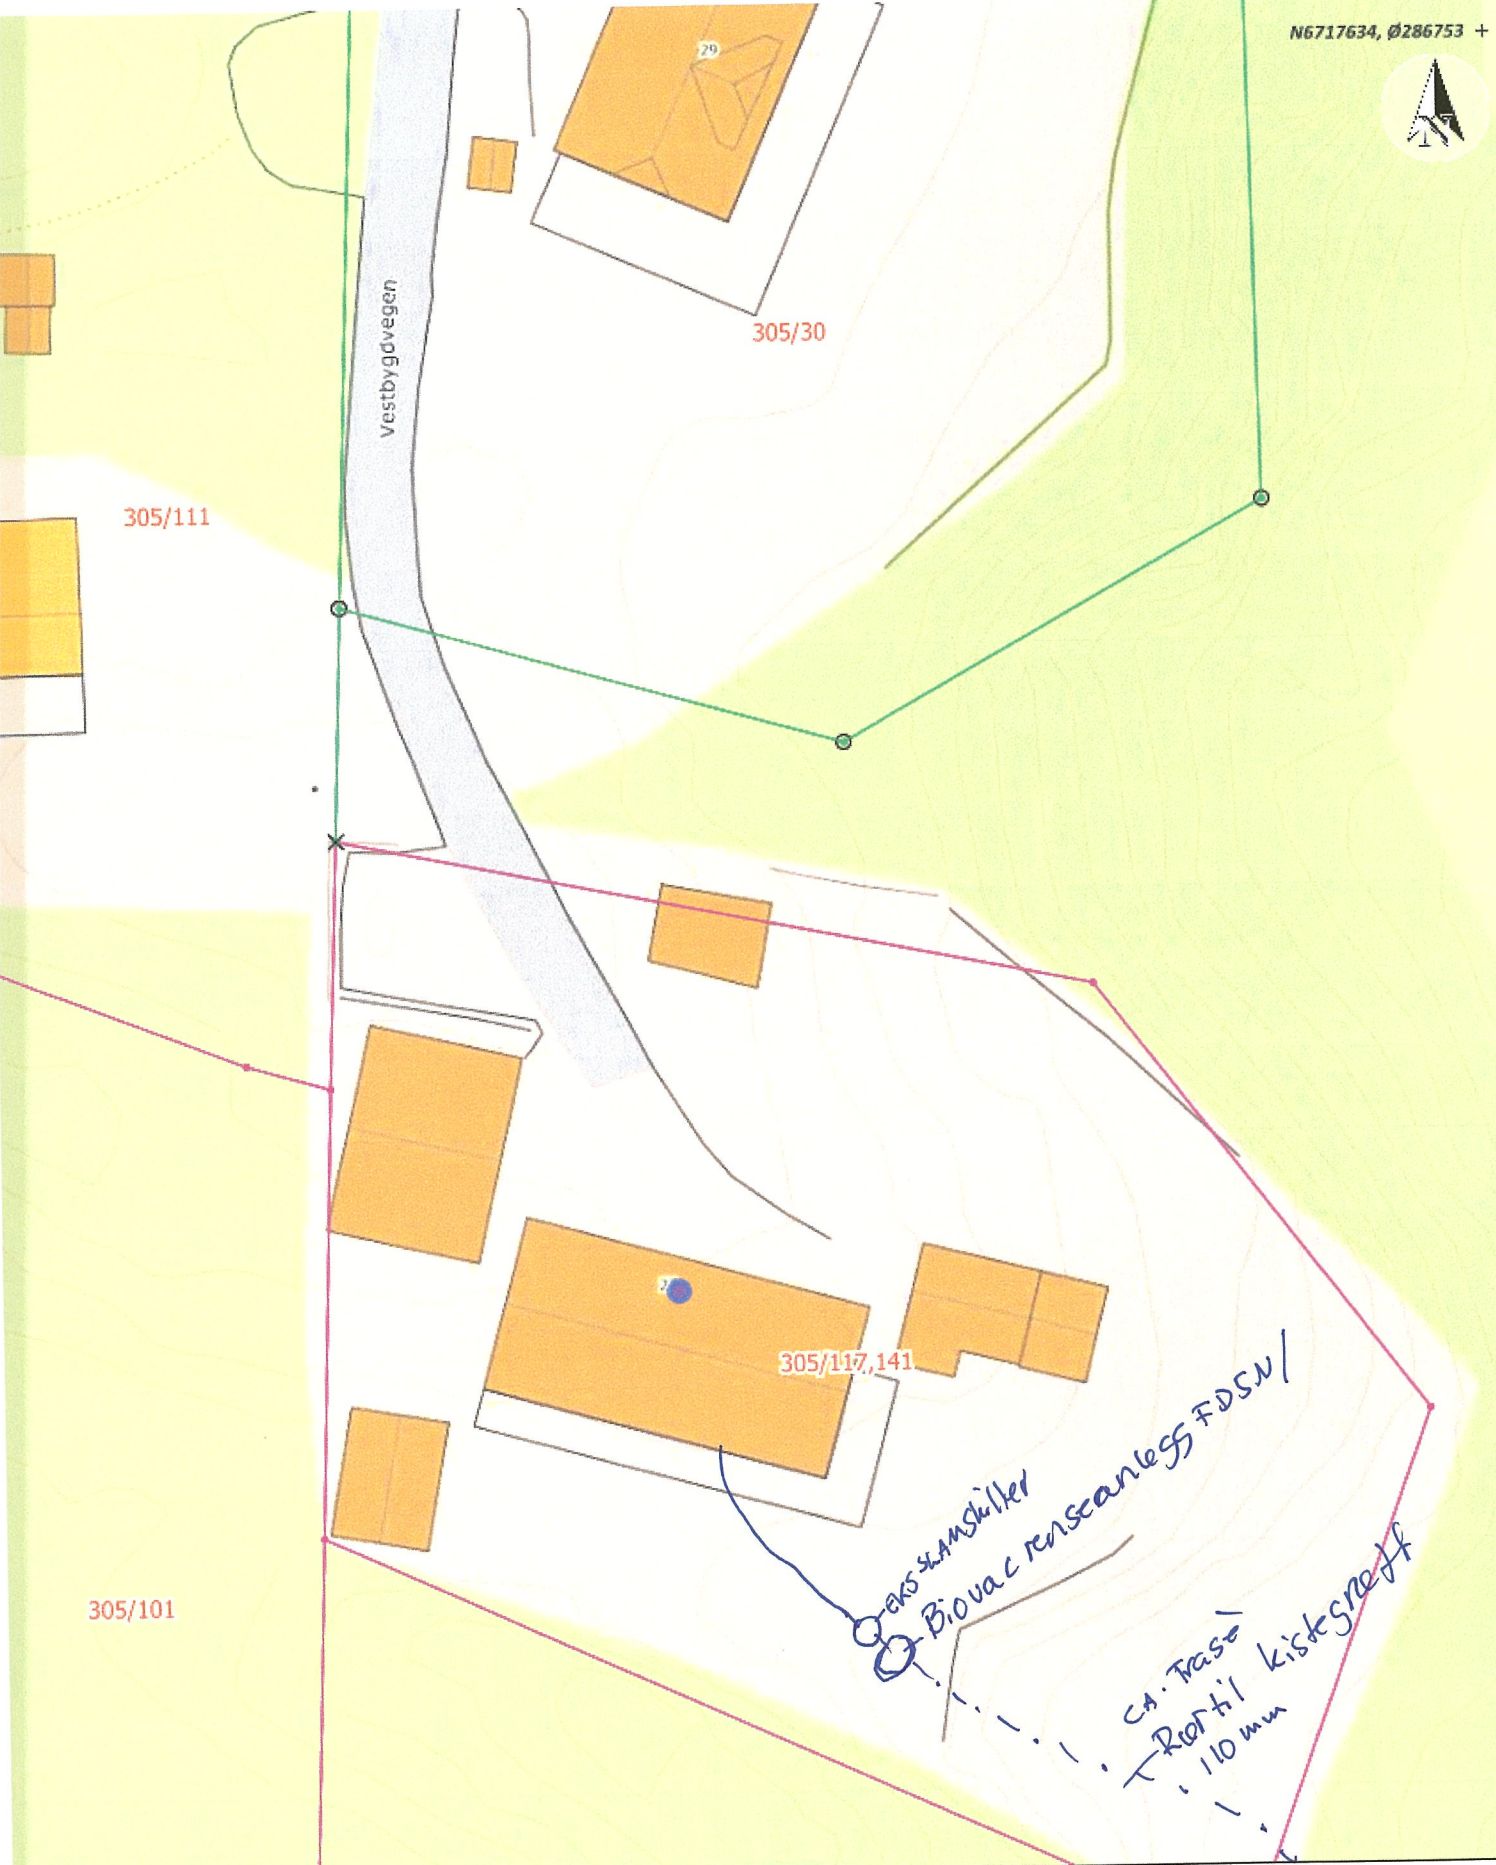 N6717634, Ø286753 +
29
Vestbygdvegen
305/30
305/111
305/117,141
EKS SLAMSkiller
Biovac renseanlegg FD5N/
305/101
CA. Trasè
Rør til kistegrøft
110 mm